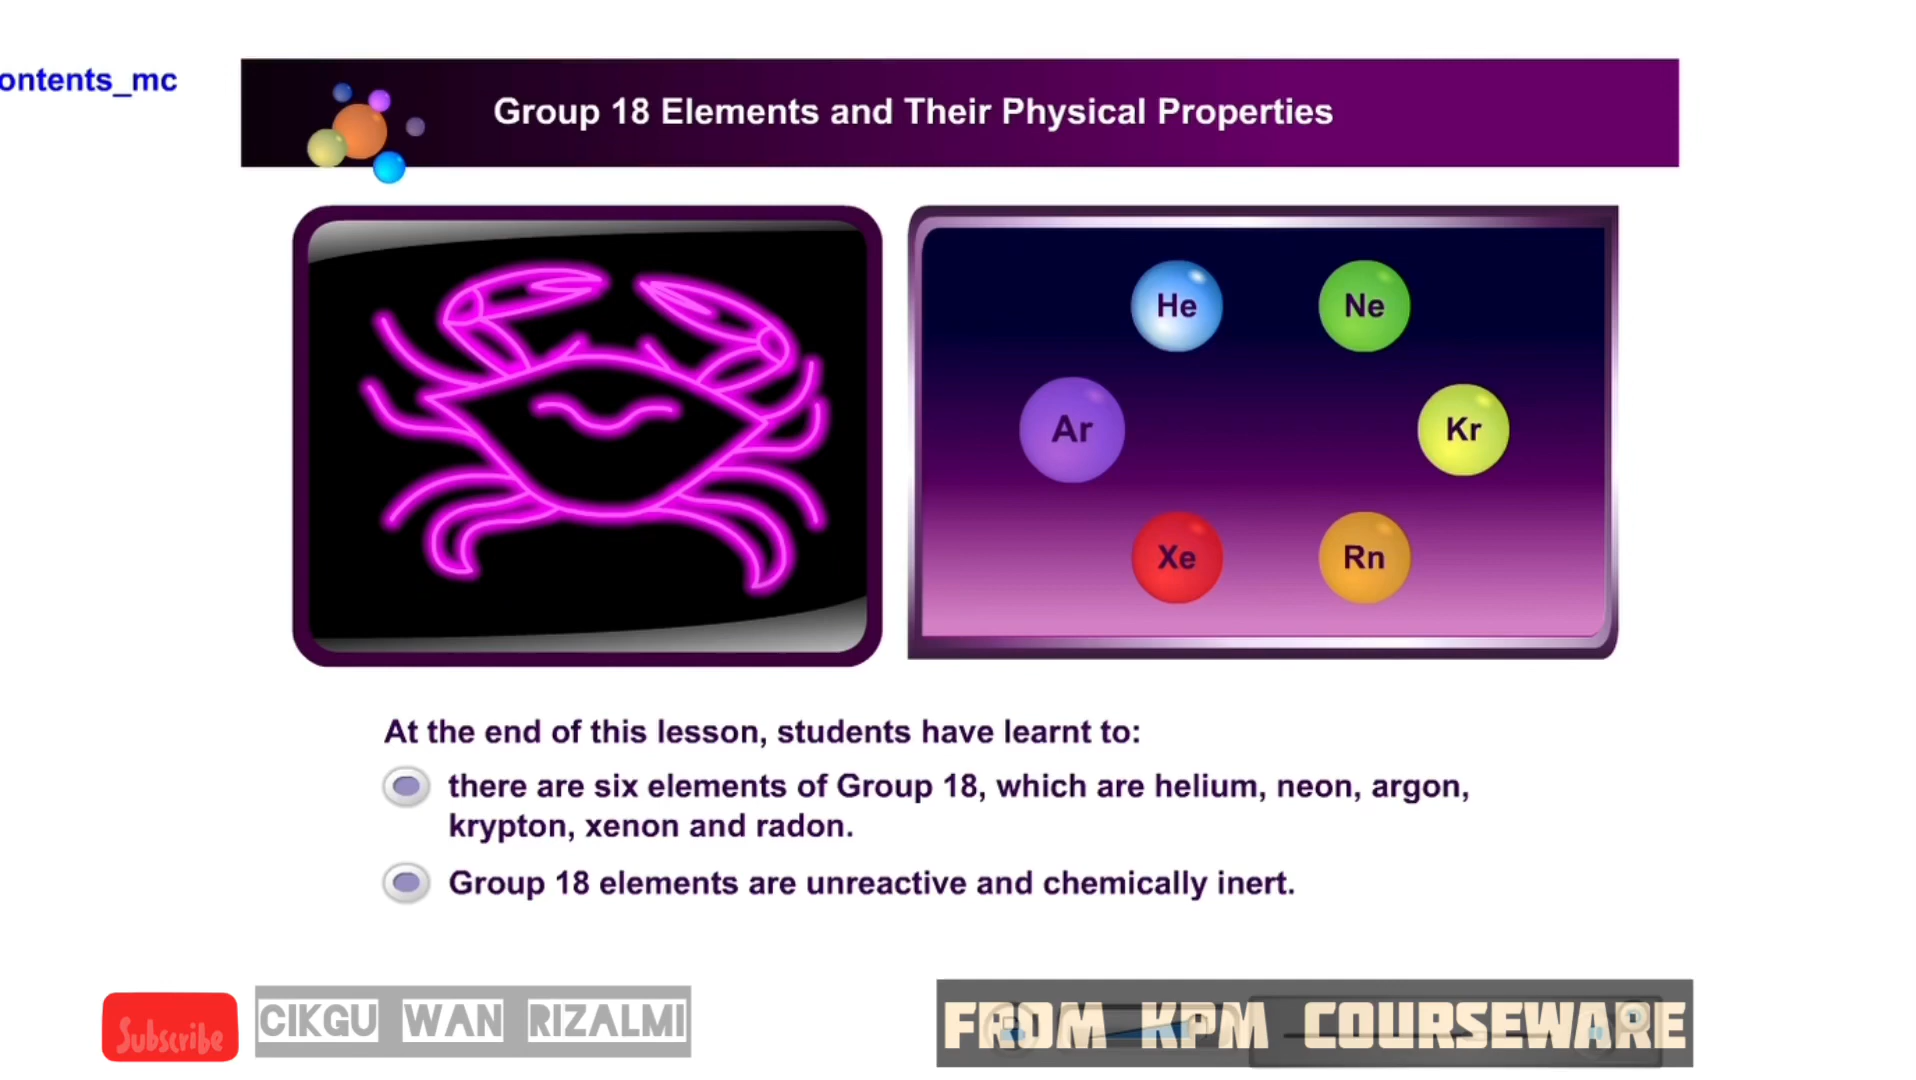 ontents_mc
Group 18 Elements and Their Physical Properties
He
Ne
Ar
Kr
Xe
Rn
At the end of this lesson, students have learnt to:
there are six elements of Group 18, which are helium, neon, argon,
krypton, xenon and radon.
Group 18 elements are unreactive and chemically inert.
Subscribe
CIKGU WAN RIZALMI
FROM KPM COURSEWARE